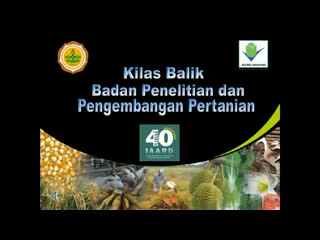 Kilas Balik
Badan Penelitian dan
Pengembangan Pertanian
40
IAARD